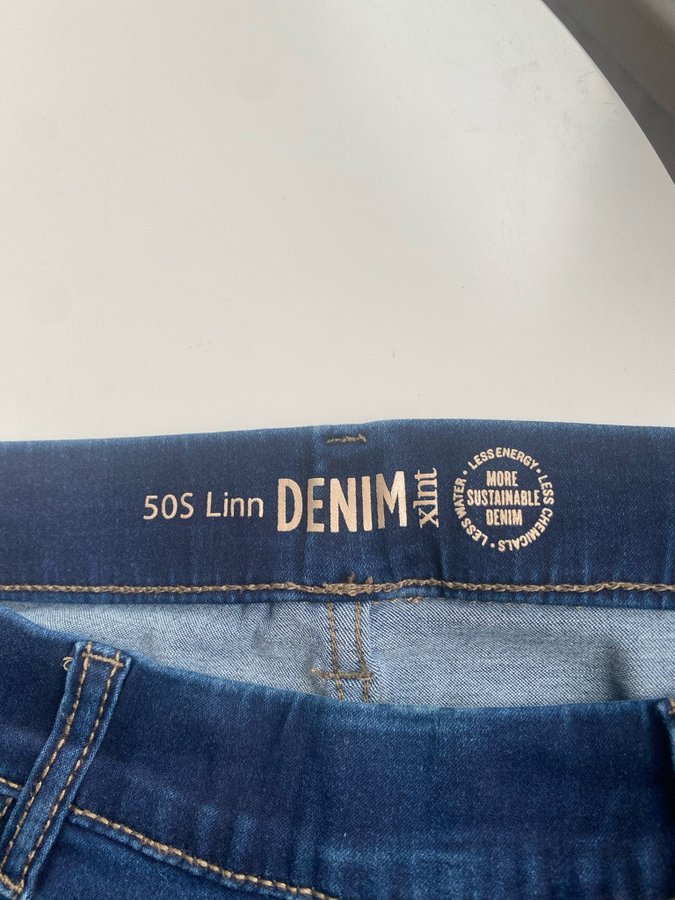 50S Linn DENIM xlnt
LESS ENERGY • LESS CHEMICALS • LESS WATER •
MORE
SUSTAINABLE
DENIM